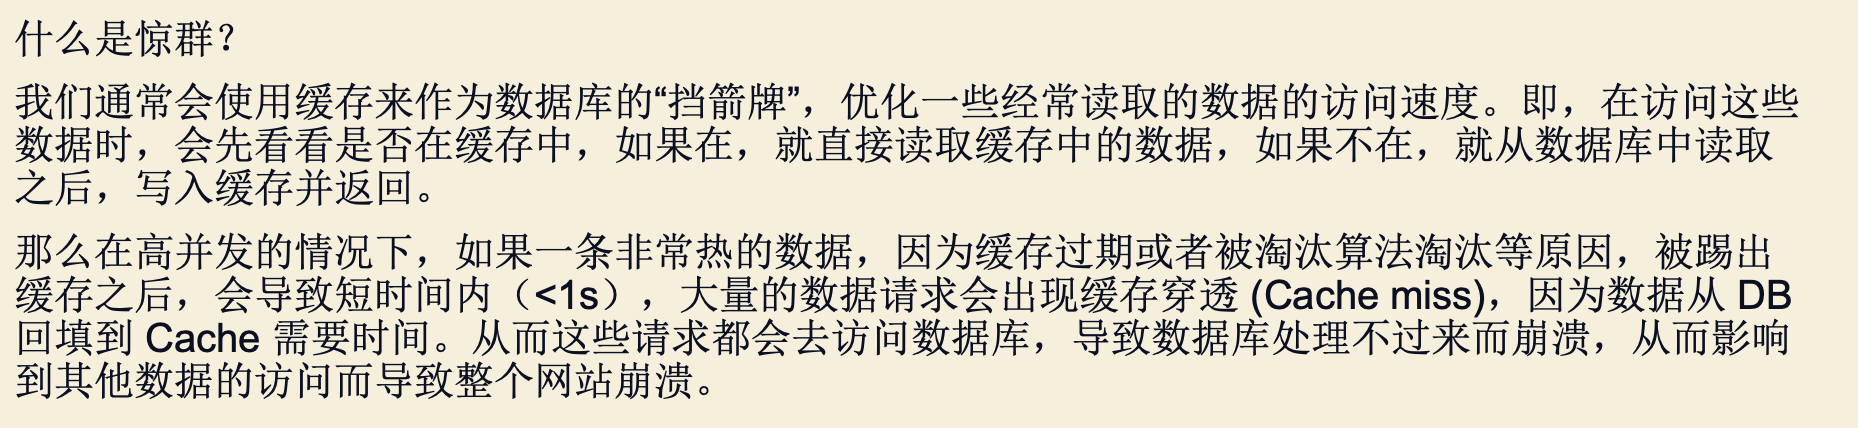 什么是惊群？
我们通常会使用缓存来作为数据库的“挡箭牌”，优化一些经常读取的数据的访问速度。即，在访问这些
数据时，会先看看是否在缓存中，如果在，就直接读取缓存中的数据，如果不在，就从数据库中读取
之后，写入缓存并返回。
那么在高并发的情况下，如果一条非常热的数据，因为缓存过期或者被淘汰算法淘汰等原因，被踢出
缓存之后，会导致短时间内（<1s），大量的数据请求会出现缓存穿透 (Cache miss)，因为数据从 DB
回填到 Cache 需要时间。从而这些请求都会去访问数据库，导致数据库处理不过来而崩溃，从而影响
到其他数据的访问而导致整个网站崩溃。